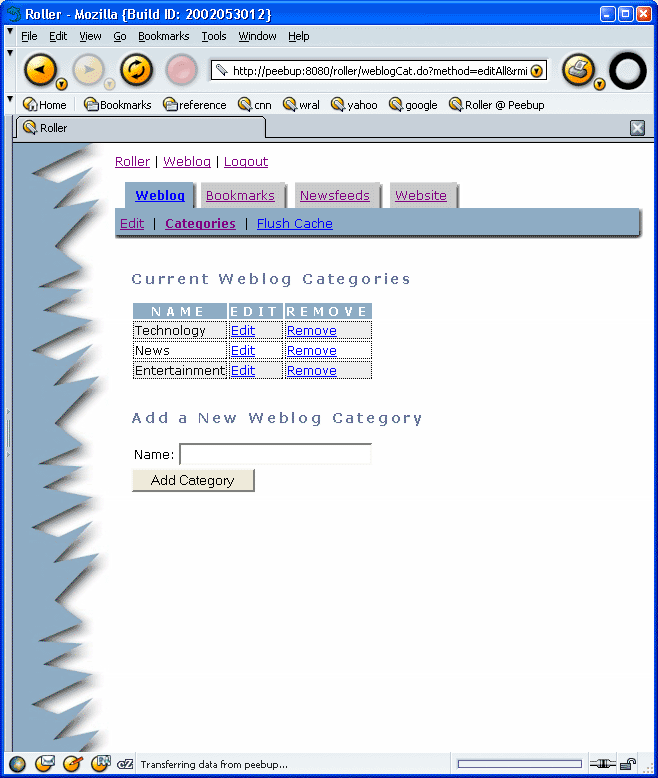 Roller - Mozilla {Build ID: 2002053012}
File Edit View Go Bookmarks Tools Window Help
http://peebup:8080/roller/weblogCat.do?method=editAll&rmi
Home Bookmarks reference cnn wral yahoo google Roller @ Peebup
Roller
Roller | Weblog | Logout
Weblog Bookmarks Newsfeeds Website
Edit | Categories | Flush Cache
Current Weblog Categories
NAME EDIT REMOVE
Technology Edit Remove
News Edit Remove
Entertainment Edit Remove
Add a New Weblog Category
Name:
Add Category
Transferring data from peebup...